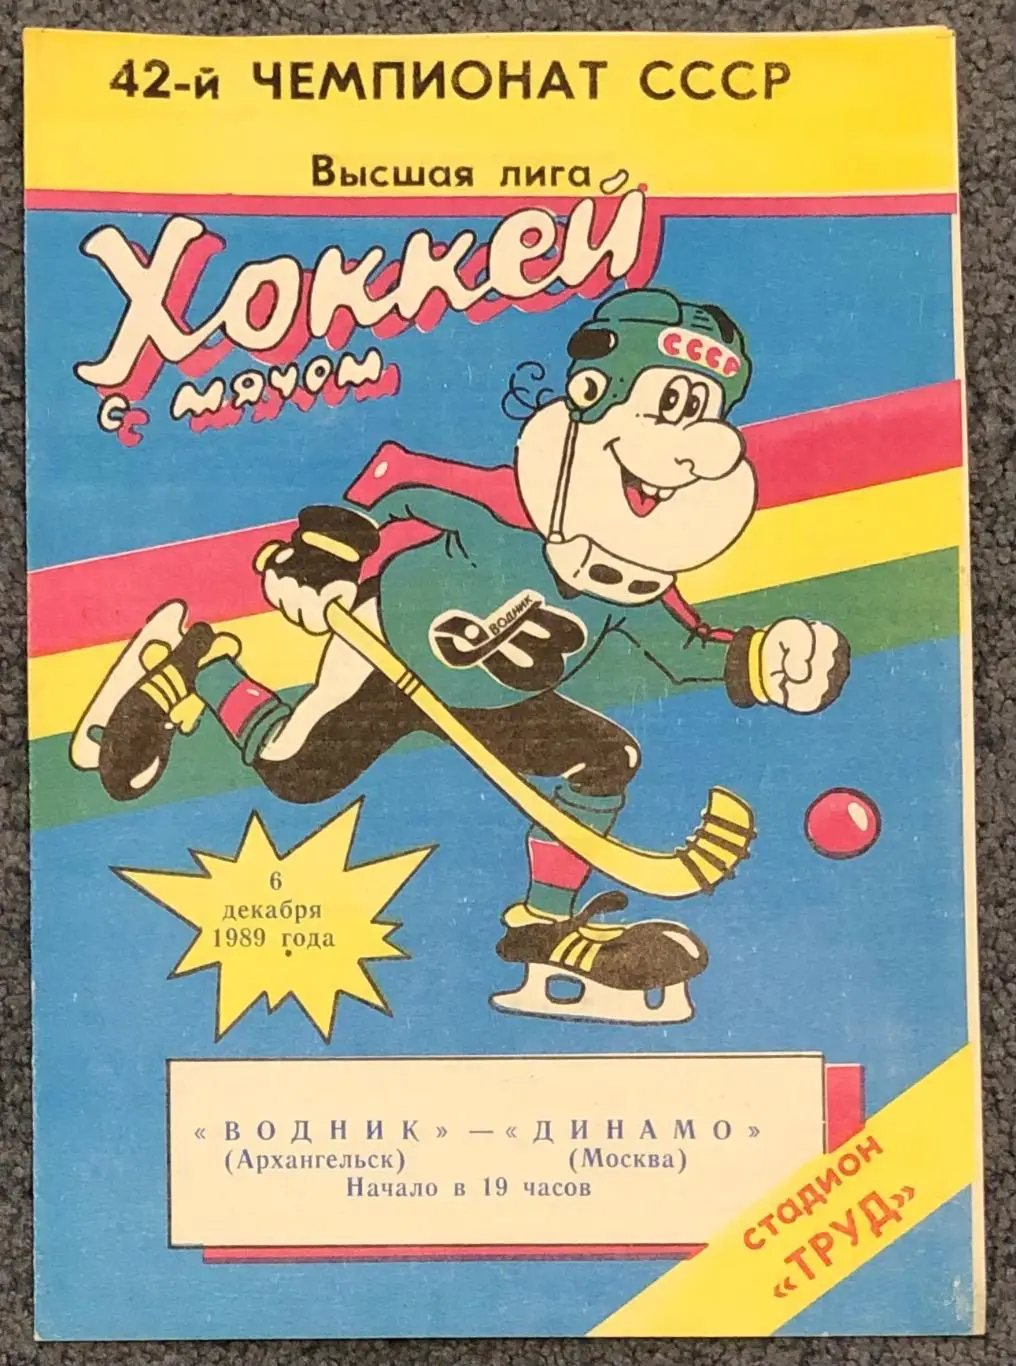 42-й ЧЕМПИОНАТ СССР
Высшая лига
Хоккей
с мячом
СССР
ВОДНИК
6
декабря
1989 года
«ВОДНИК» — «ДИНАМО»
(Архангельск) (Москва)
Начало в 19 часов
стадион
«ТРУД»